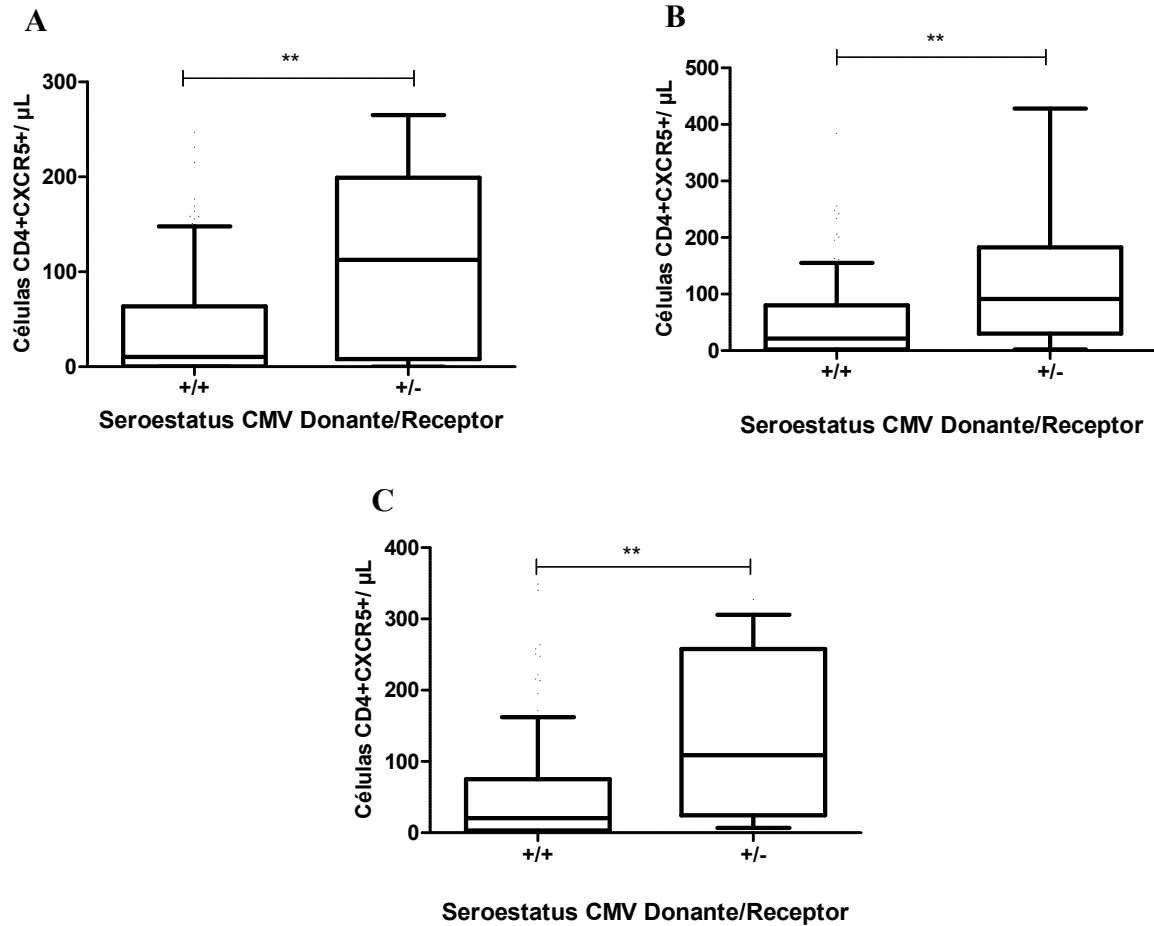 A
**
Células CD4+CXCR5+/ µL
300
200
100
0
+/+
+/-
Seroestatus CMV Donante/Receptor
B
**
Células CD4+CXCR5+/ µL
500
400
300
200
100
0
+/+
+/-
Seroestatus CMV Donante/Receptor
C
**
Células CD4+CXCR5+/ µL
400
300
200
100
0
+/+
+/-
Seroestatus CMV Donante/Receptor